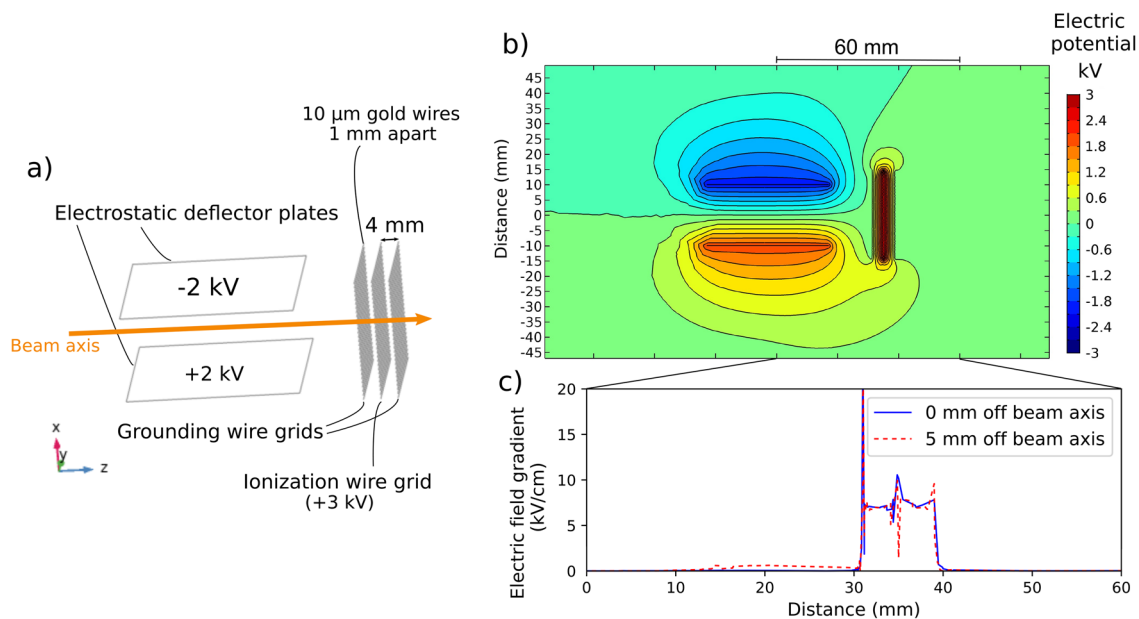 a)
10 μm gold wires
1 mm apart
Electrostatic deflector plates
4 mm
-2 kV
Beam axis
+2 kV
Grounding wire grids
Ionization wire grid
(+3 kV)
x
y
z
b)
60 mm
Electric
potential
kV
Distance (mm)
45
40
35
30
25
20
15
10
5
0
-5
-10
-15
-20
-25
-30
-35
-40
-45
3
2.4
1.8
1.2
0.6
0
-0.6
-1.2
-1.8
-2.4
-3
c)
Electric field gradient
(kV/cm)
20
15
10
5
0
0 mm off beam axis
5 mm off beam axis
0 10 20 30 40 50 60
Distance (mm)